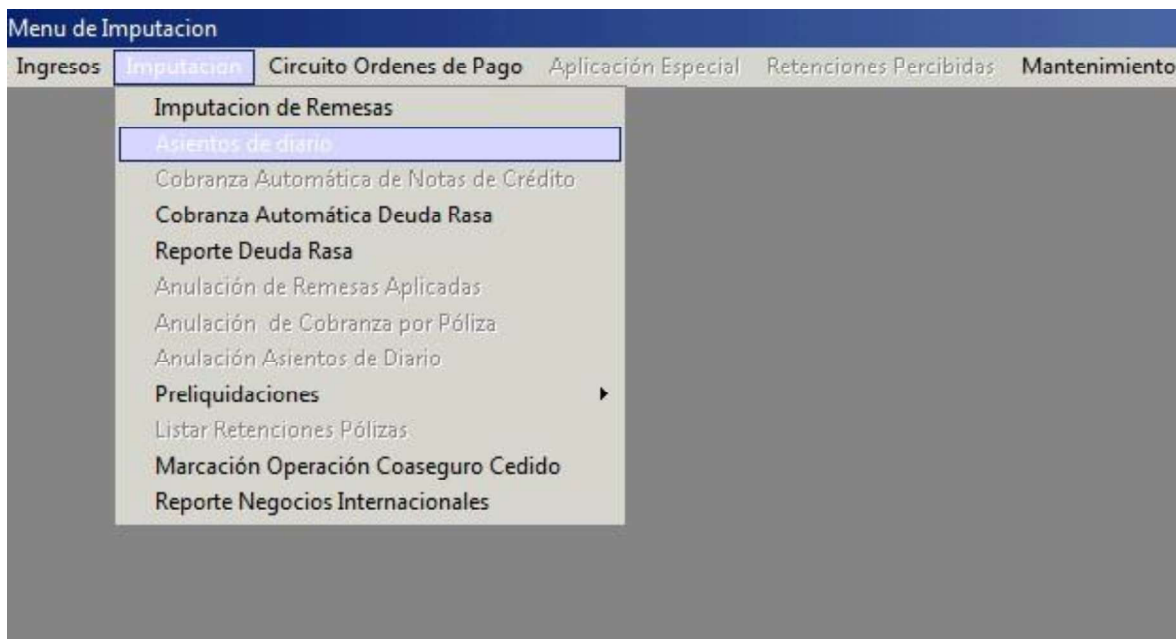 Menu de Imputacion
Ingresos Imputacion Circuito Ordenes de Pago Aplicación Especial Retenciones Percibidas Mantenimiento
Imputacion de Remesas
Asientos de diario
Cobranza Automática de Notas de Crédito
Cobranza Automática Deuda Rasa
Reporte Deuda Rasa
Anulación de Remesas Aplicadas
Anulación de Cobranza por Póliza
Anulación Asientos de Diario
Preliquidaciones
Listar Retenciones Pólizas
Marcación Operación Coaseguro Cedido
Reporte Negocios Internacionales